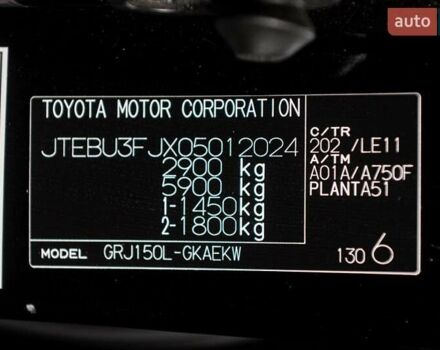 auto
TOYOTA MOTOR CORPORATION
JTEBU3FJX05012024
2900 kg
5900 kg
1-1450kg
2-1800kg
C/TR
202 /LE11
A/TM
A01A/A750F
PLANTA51
MODEL GRJ150L-GKAEKW
130 6